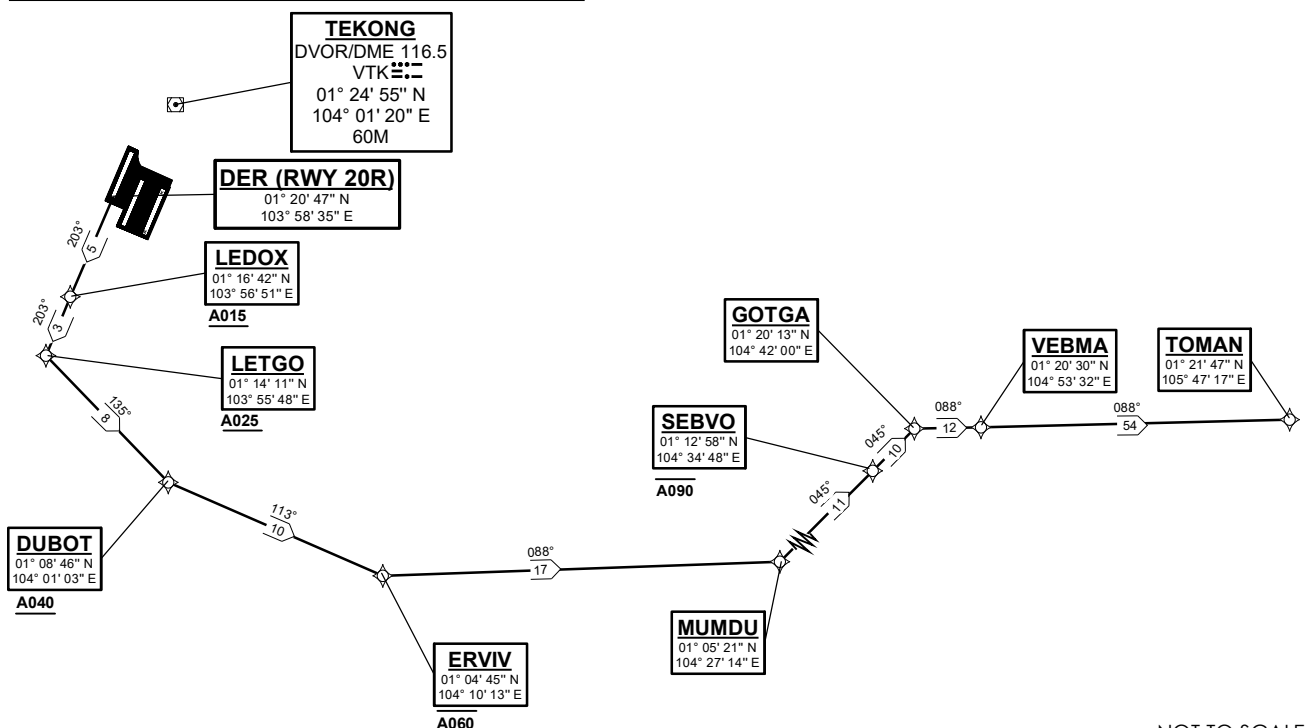 TEKONG
DVOR/DME 116.5
VTK
01° 24' 55" N
104° 01' 20" E
60M
DER (RWY 20R)
01° 20' 47" N
103° 58' 35" E
203°
5
LEDOX
01° 16' 42" N
103° 56' 51" E
A015
203°
3
LETGO
01° 14' 11" N
103° 55' 48" E
A025
135°
8
DUBOT
01° 08' 46" N
104° 01' 03" E
A040
113°
10
ERVIV
01° 04' 45" N
104° 10' 13" E
A060
088°
17
MUMDU
01° 05' 21" N
104° 27' 14" E
045°
11
SEBVO
01° 12' 58" N
104° 34' 48" E
A090
045°
10
GOTGA
01° 20' 13" N
104° 42' 00" E
088°
12
VEBMA
01° 20' 30" N
104° 53' 32" E
088°
54
TOMAN
01° 21' 47" N
105° 47' 17" E
NOT TO SCALE